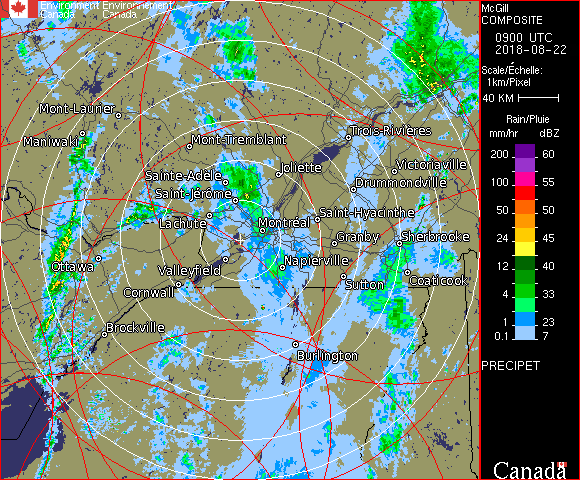 Environment Environnement
Canada Canada
McGill
COMPOSITE
0900 UTC
2018-08-22
Scale/Échelle:
1km/Pixel
40 KM
Rain/Pluie
mm/hr dBZ
200 60
100 55
50 50
24 45
12 40
4 33
2 23
0.1 7
PRECIPET
Mont-Laurier
Maniwaki
Mont-Tremblant
Trois-Rivières
Joliette
Victoriaville
Sainte-Adèle
Drummondville
Saint-Jérôme
Lachute
Saint-Hyacinthe
Montréal
Granby
Sherbrooke
Ottawa
Valleyfield
Napierville
Coaticook
Cornwall
Sutton
Brockville
Burlington
Canada